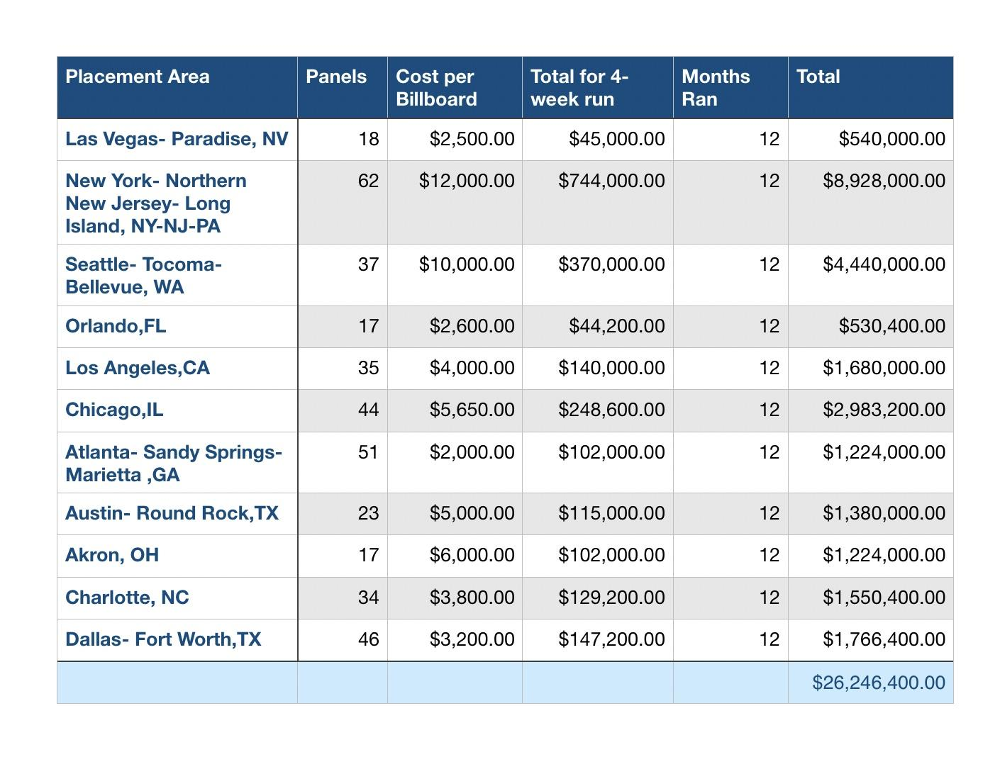 Placement Area Panels Cost per Billboard Total for 4-week run Months Ran Total
Las Vegas- Paradise, NV 18 $2,500.00 $45,000.00 12 $540,000.00
New York- Northern New Jersey- Long Island, NY-NJ-PA 62 $12,000.00 $744,000.00 12 $8,928,000.00
Seattle- Tocoma- Bellevue, WA 37 $10,000.00 $370,000.00 12 $4,440,000.00
Orlando,FL 17 $2,600.00 $44,200.00 12 $530,400.00
Los Angeles,CA 35 $4,000.00 $140,000.00 12 $1,680,000.00
Chicago,IL 44 $5,650.00 $248,600.00 12 $2,983,200.00
Atlanta- Sandy Springs- Marietta ,GA 51 $2,000.00 $102,000.00 12 $1,224,000.00
Austin- Round Rock,TX 23 $5,000.00 $115,000.00 12 $1,380,000.00
Akron, OH 17 $6,000.00 $102,000.00 12 $1,224,000.00
Charlotte, NC 34 $3,800.00 $129,200.00 12 $1,550,400.00
Dallas- Fort Worth,TX 46 $3,200.00 $147,200.00 12 $1,766,400.00
$26,246,400.00